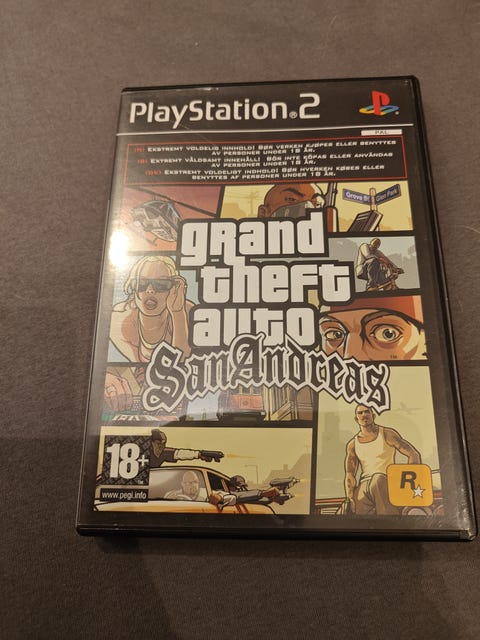 PlayStation®2
PAL
(N) EKSTREMT VOLDELIG INNHOLD! BØR VERKEN KJØPES ELLER BENYTTES
AV PERSONER UNDER 18 ÅR.
(S) EXTREMT VÅLDSAMT INNEHÅLL! BÖR INTE KÖPAS ELLER ANVÄNDAS
AV PERSONER UNDER 18 ÅR.
(DK) EKSTREMT VOLDELIGT INDHOLD! BØR HVERKEN KØBES ELLER
BENYTTES AF PERSONER UNDER 18 ÅR.
Grove St
Glen Park
grand
theft
auto
San Andreas
TM
18+
www.pegi.info
R